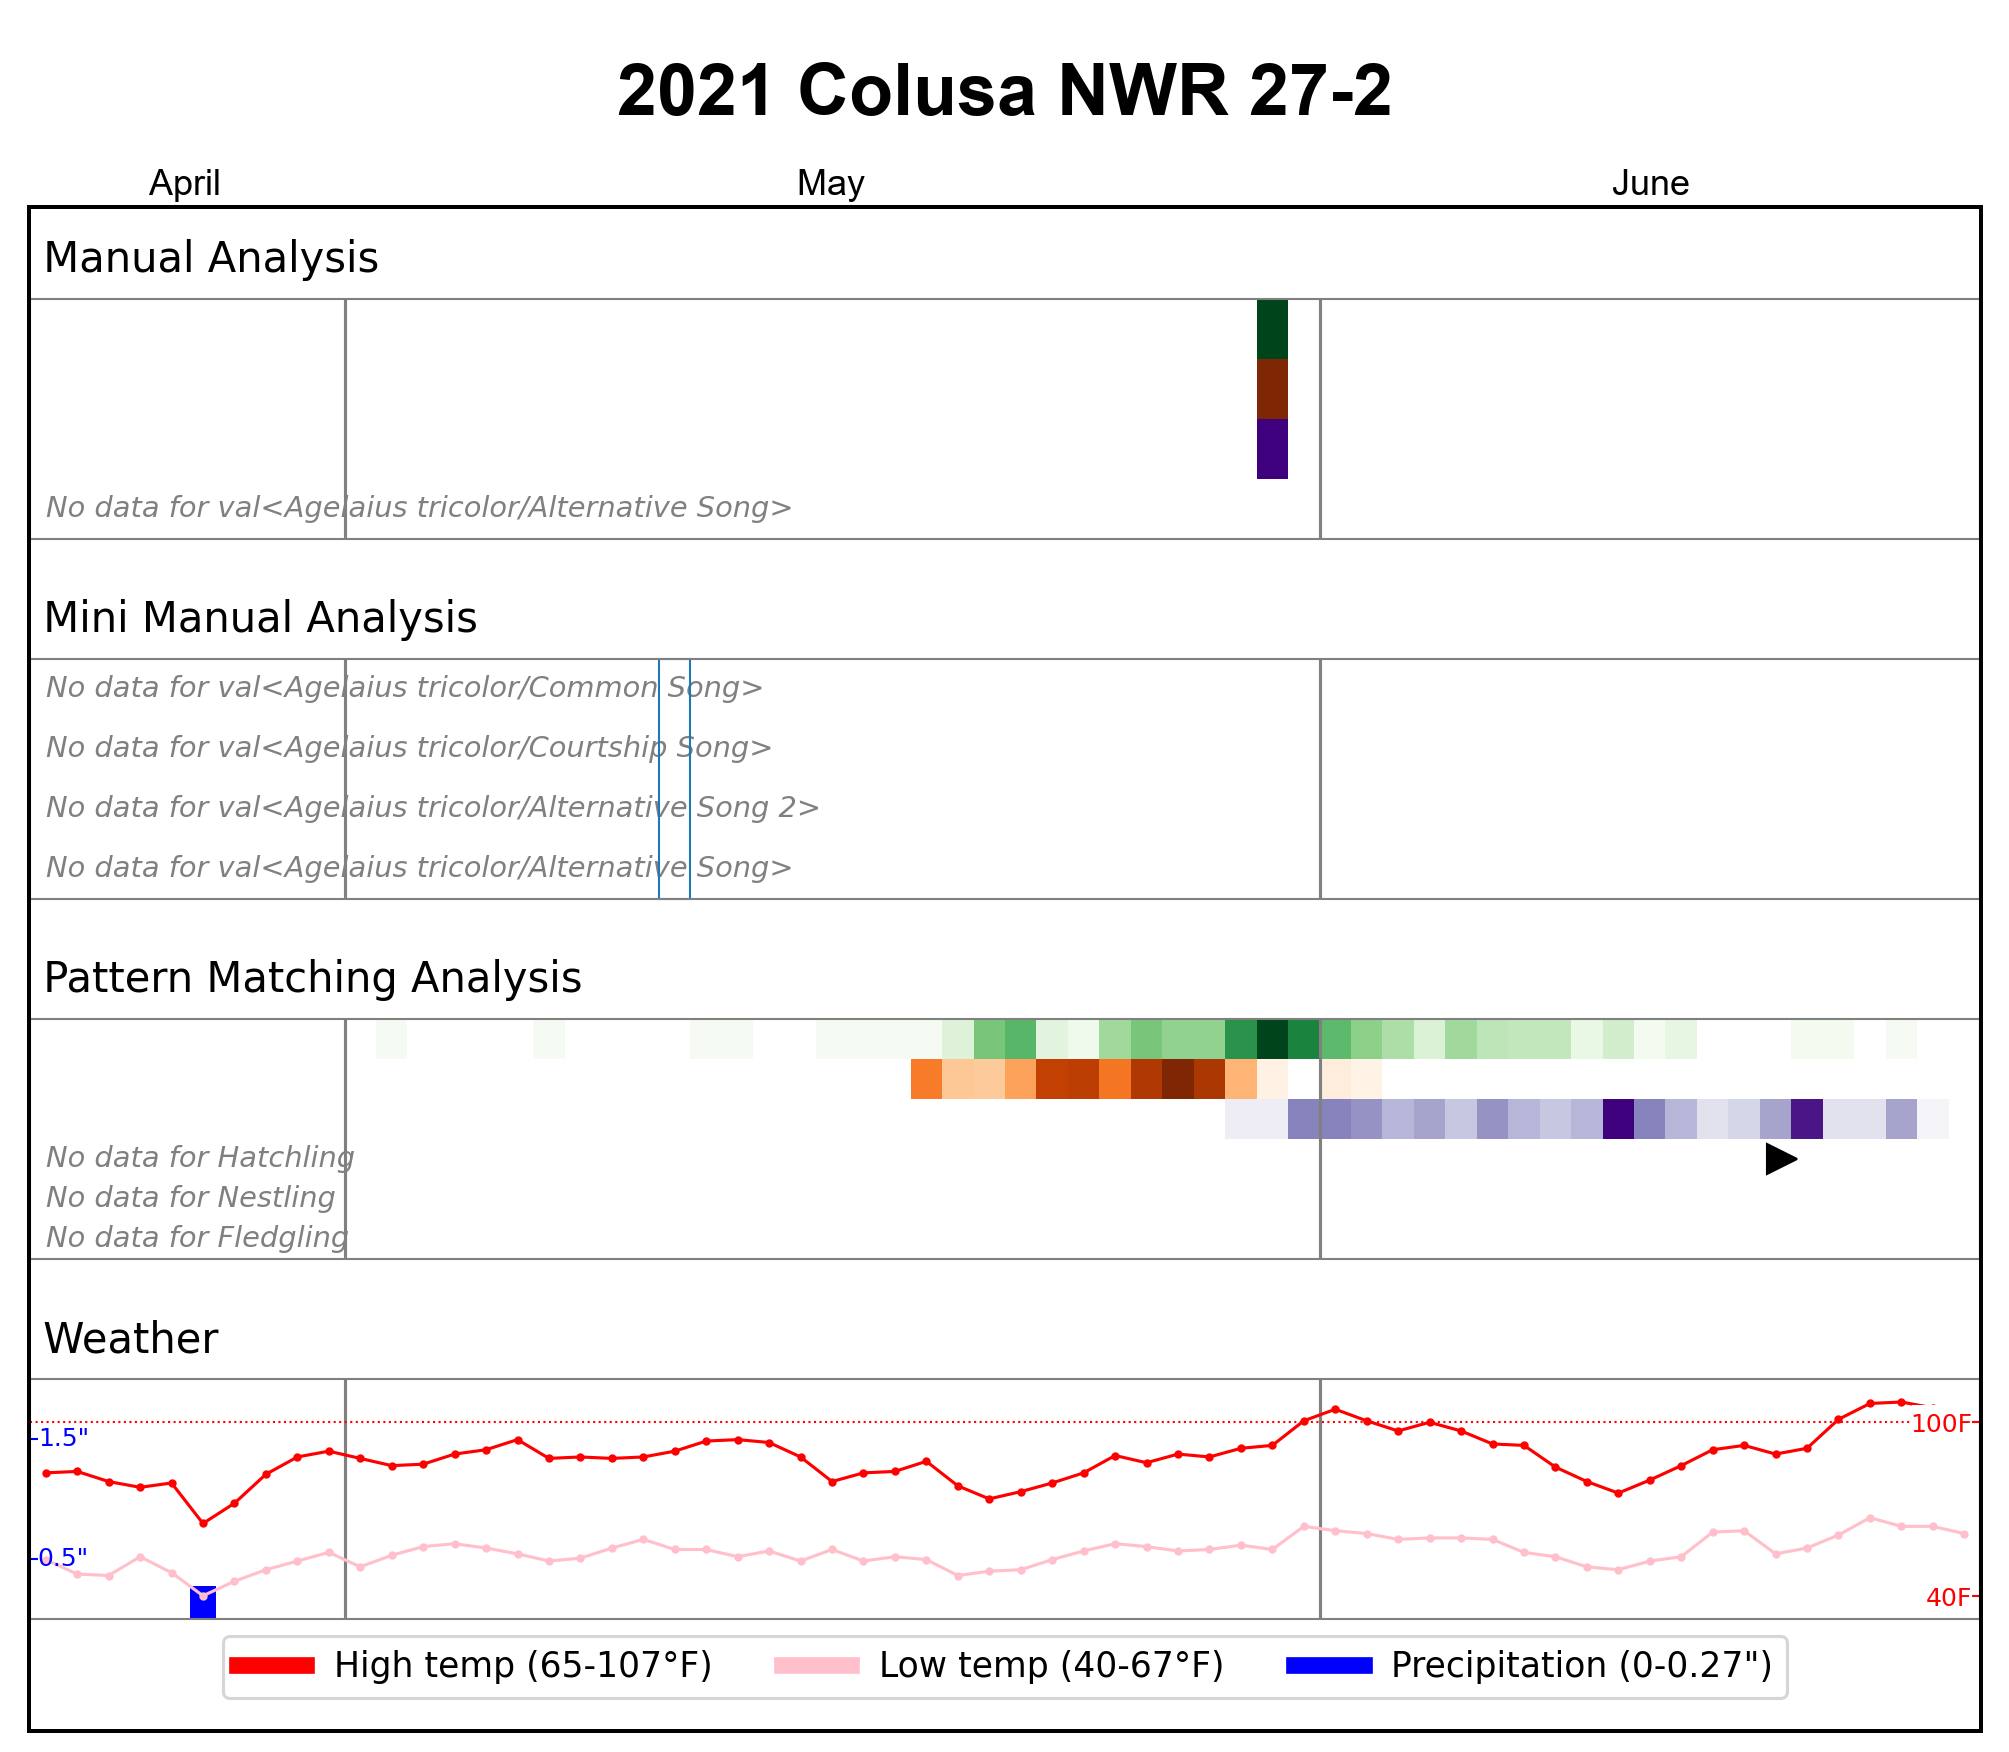 2021 Colusa NWR 27-2
April May June
Manual Analysis
No data for val<Agelaius tricolor/Alternative Song>
Mini Manual Analysis
No data for val<Agelaius tricolor/Common Song>
No data for val<Agelaius tricolor/Courtship Song>
No data for val<Agelaius tricolor/Alternative Song 2>
No data for val<Agelaius tricolor/Alternative Song>
Pattern Matching Analysis
No data for Hatchling
No data for Nestling
No data for Fledgling
Weather
1.5" 100F
0.5"
40F
High temp (65-107°F) Low temp (40-67°F) Precipitation (0-0.27")